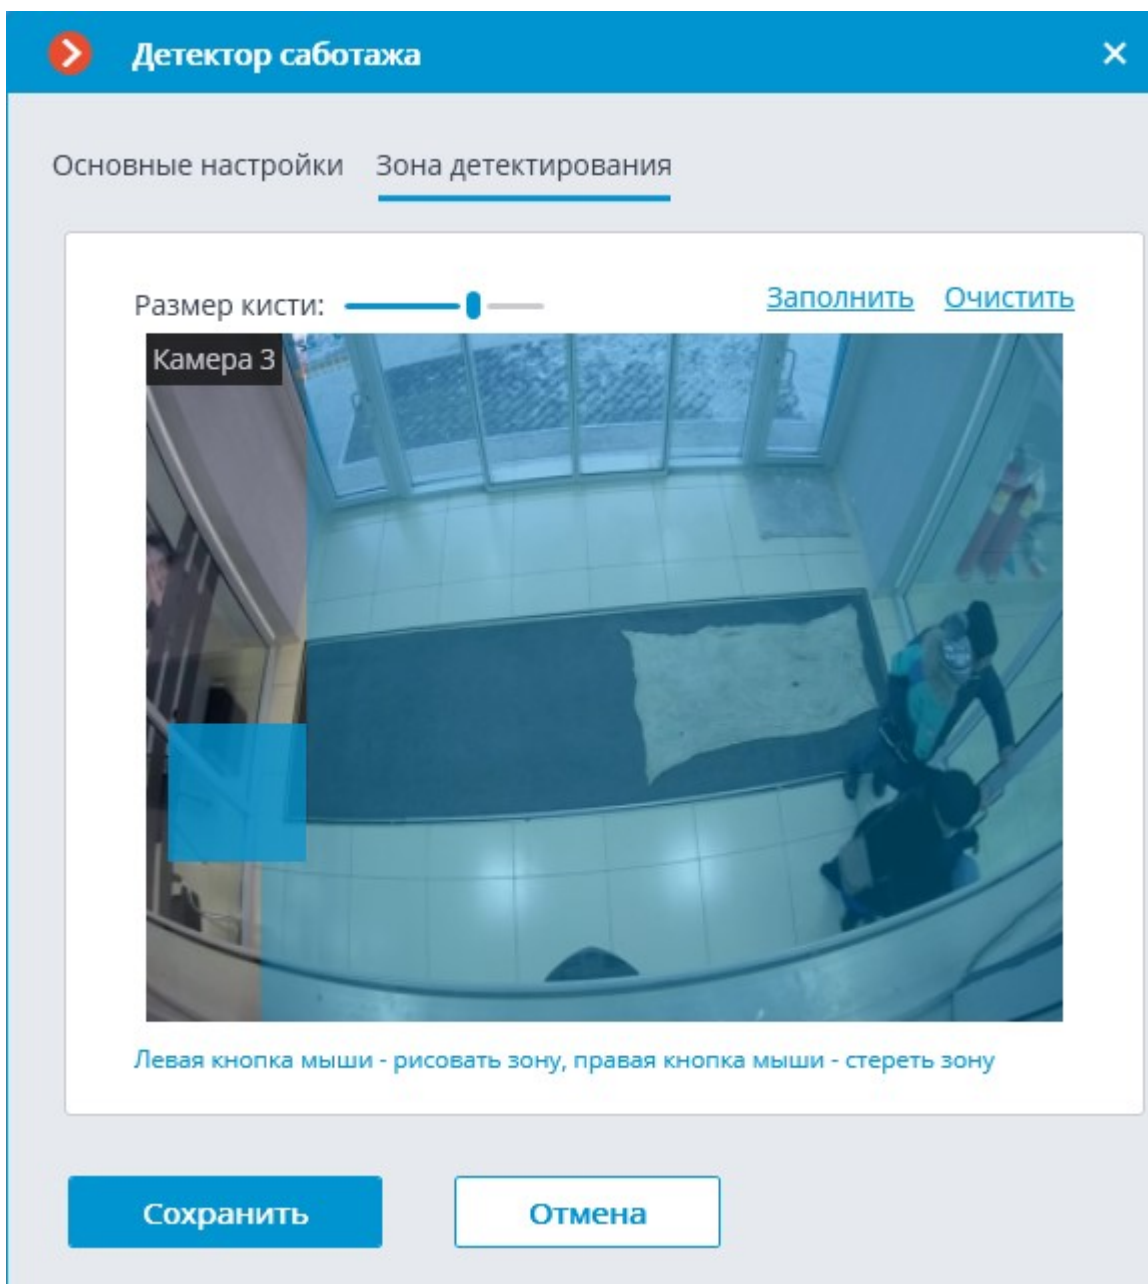 Детектор саботажа
Основные настройки Зона детектирования
Размер кисти: Заполнить Очистить
Камера 3
Левая кнопка мыши - рисовать зону, правая кнопка мыши - стереть зону
Сохранить Отмена